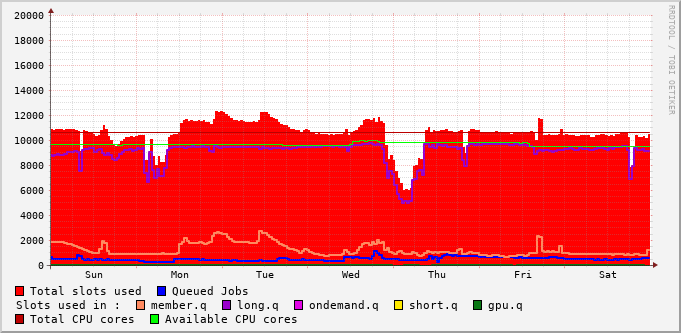 20000
18000
16000
14000
12000
10000
8000
6000
4000
2000
0
Sun Mon Tue Wed Thu Fri Sat
RRDTOOL / TOBI OETIKER
Total slots used Queued Jobs
Slots used in : member.q long.q ondemand.q short.q gpu.q
Total CPU cores Available CPU cores